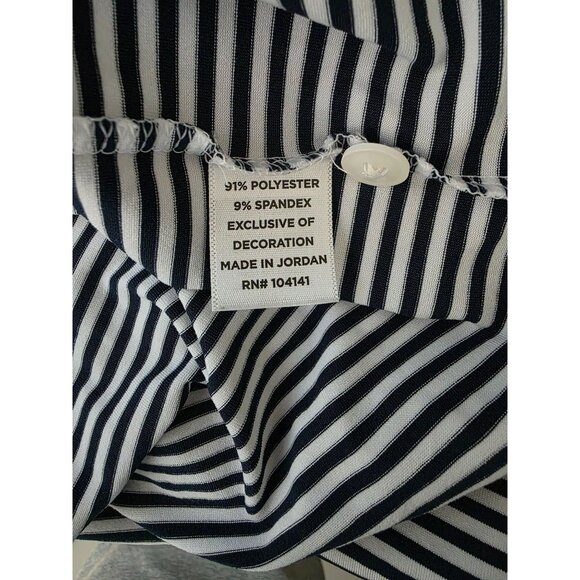 91% POLYESTER
9% SPANDEX
EXCLUSIVE OF
DECORATION
MADE IN JORDAN
RN# 104141